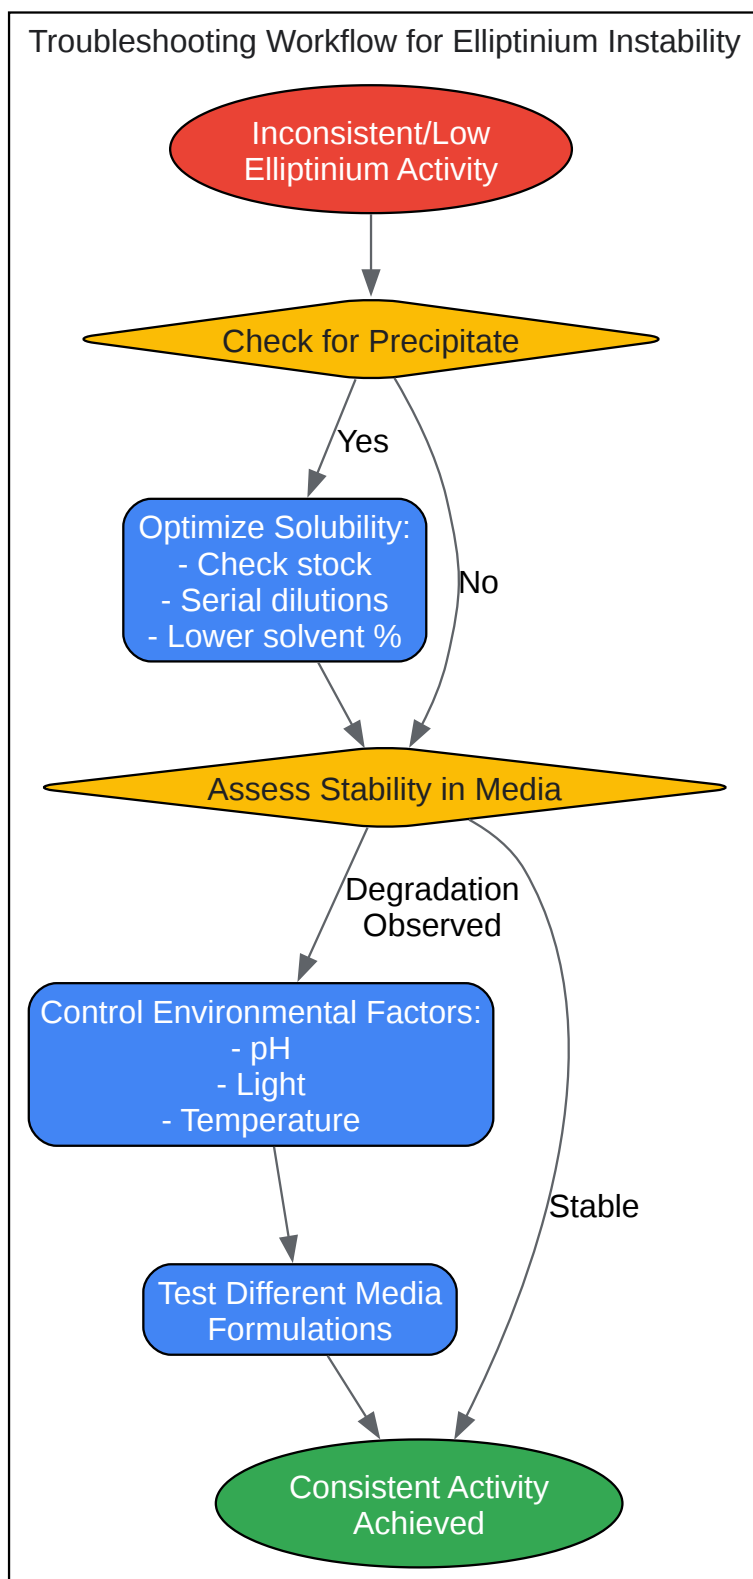 Troubleshooting Workflow for Elliptinium Instability
Inconsistent/Low
Elliptinium Activity
Check for Precipitate
Yes
Optimize Solubility:
- Check stock
- Serial dilutions
- Lower solvent %
No
Assess Stability in Media
Degradation
Observed
Control Environmental Factors:
- pH
- Light
- Temperature
Stable
Test Different Media
Formulations
Consistent Activity
Achieved